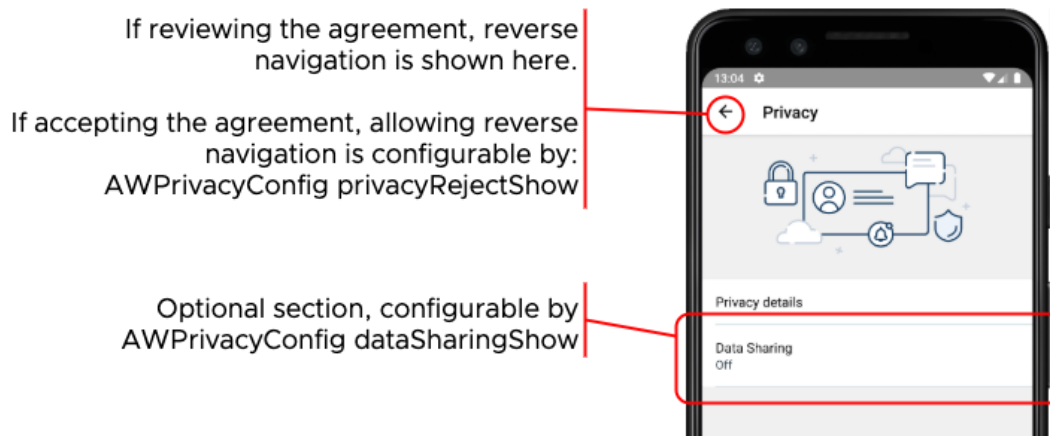 If reviewing the agreement, reverse
navigation is shown here.
If accepting the agreement, allowing reverse
navigation is configurable by:
AWPrivacyConfig privacyRejectShow
Optional section, configurable by
AWPrivacyConfig dataSharingShow
13:04
Privacy
Privacy details
Data Sharing
Off